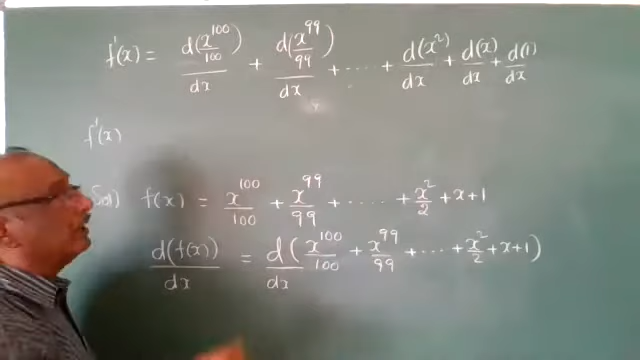 f'(x) = d(x^100/100)/dx + d(x^99/99)/dx + ..... + d(x^2)/dx + d(x)/dx + d(1)/dx
f'(x)
Sol) f(x) = x^100/100 + x^99/99 + ..... + x^2/2 + x + 1
d(f(x))/dx = d/dx (x^100/100 + x^99/99 + ... + x^2/2 + x + 1)